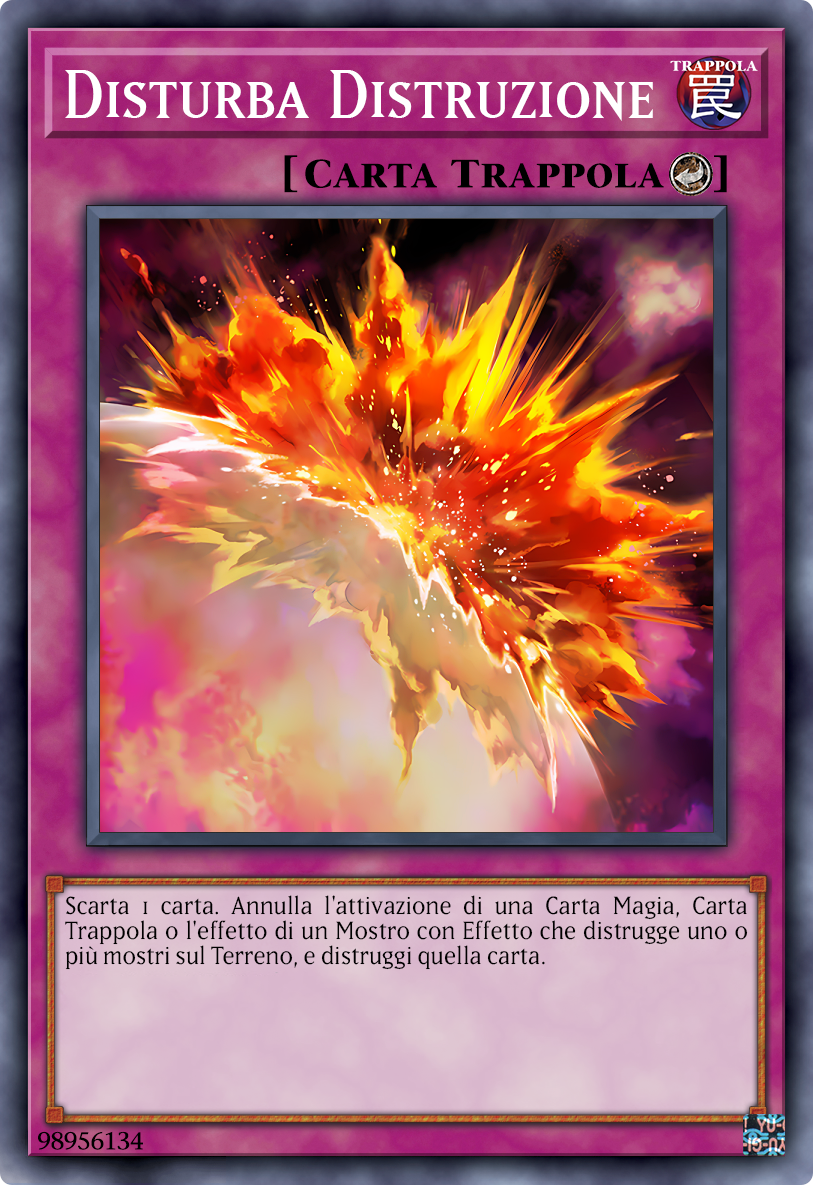 Disturba Distruzione
TRAPPOLA
罠
[Carta Trappola]
Scarta 1 carta. Annulla l'attivazione di una Carta Magia, Carta
Trappola o l'effetto di un Mostro con Effetto che distrugge uno o
più mostri sul Terreno, e distruggi quella carta.
98956134